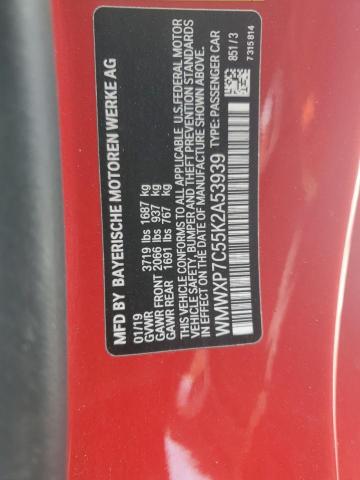 MFD BY BAYERISCHE MOTOREN WERKE AG
01/19
GVWR 3719 lbs 1687 kg
GAWR FRONT 2066 lbs 937 kg
GAWR REAR 1691 lbs 767 kg
THIS VEHICLE CONFORMS TO ALL APPLICABLE U.S.FEDERAL MOTOR
VEHICLE SAFETY, BUMPER AND THEFT PREVENTION STANDARDS
IN EFFECT ON THE DATE OF MANUFACTURE SHOWN ABOVE.
WMWXP7C55K2A53939 TYPE: PASSENGER CAR
851/3
7 315 814